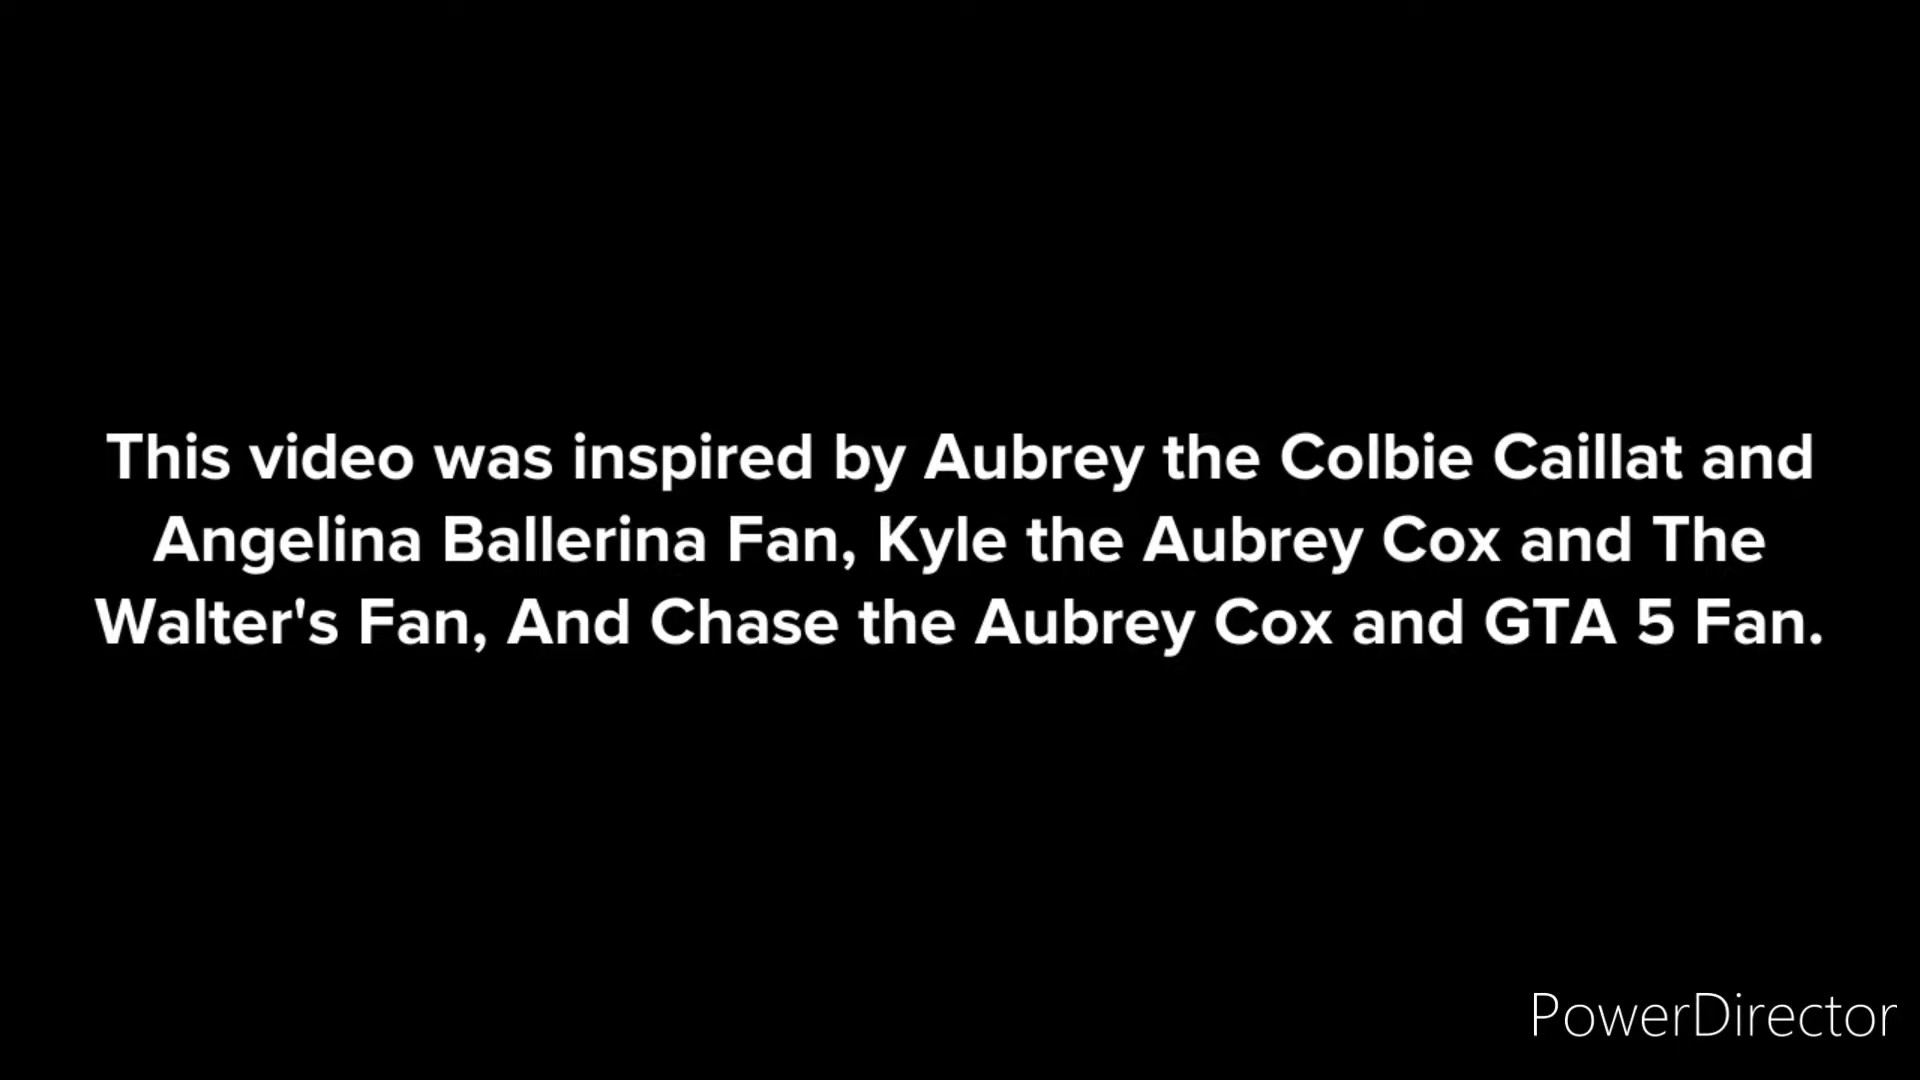 This video was inspired by Aubrey the Colbie Caillat and
Angelina Ballerina Fan, Kyle the Aubrey Cox and The
Walter's Fan, And Chase the Aubrey Cox and GTA 5 Fan.
PowerDirector